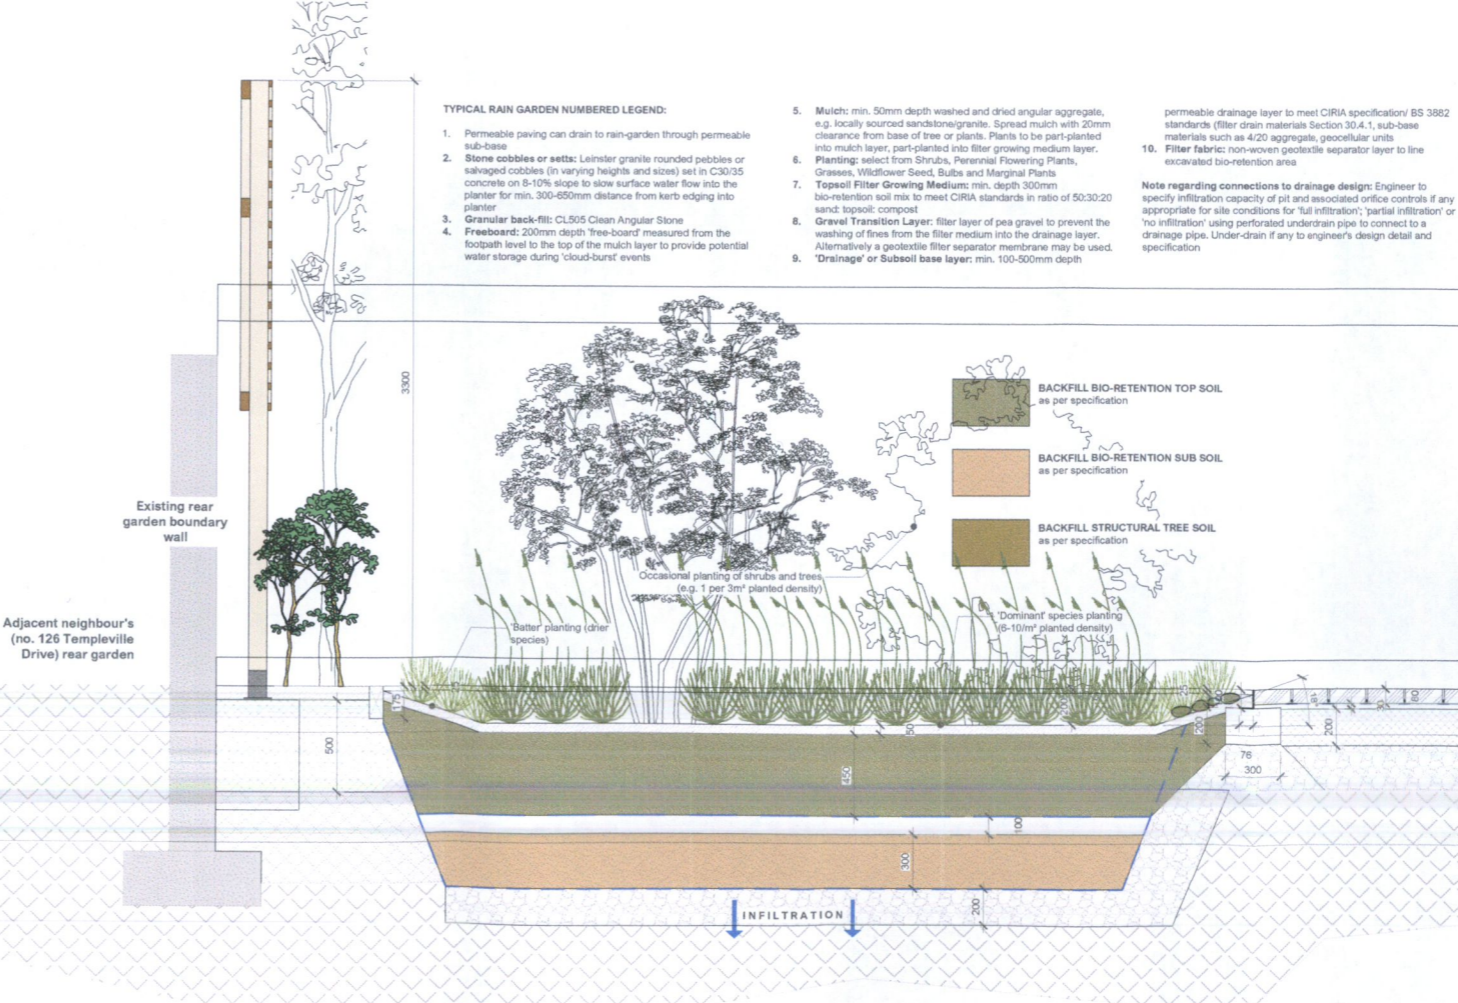 TYPICAL RAIN GARDEN NUMBERED LEGEND:
1. Permeable paving can drain to rain-garden through permeable
sub-base
2. Stone cobbles or setts: Leinster granite rounded pebbles or
salvaged cobbles (in varying heights and sizes) set in C30/35
concrete on 8-10% slope to slow surface water flow into the
planter for min. 300-650mm distance from kerb edging into
planter
3. Granular back-fill: CL505 Clean Angular Stone
4. Freeboard: 200mm depth 'free-board' measured from the
footpath level to the top of the mulch layer to provide potential
water storage during 'cloud-burst' events
5. Mulch: min. 50mm depth washed and dried angular aggregate,
e.g. locally sourced sandstone/granite. Spread mulch with 20mm
clearance from base of tree or plants. Plants to be part-planted
into mulch layer, part-planted into filter growing medium layer.
6. Planting: select from Shrubs, Perennial Flowering Plants,
Grasses, Wildflower Seed, Bulbs and Marginal Plants
7. Topsoil Filter Growing Medium: min. depth 300mm
bio-retention soil mix to meet CIRIA standards in ratio of 50:30:20
sand: topsoil: compost
8. Gravel Transition Layer: filter layer of pea gravel to prevent the
washing of fines from the filter medium into the drainage layer.
Alternatively a geotextile filter separator membrane may be used.
9. 'Drainage' or Subsoil base layer: min. 100-500mm depth
permeable drainage layer to meet CIRIA specification/ BS 3882
standards (filter drain materials Section 30.4.1, sub-base
materials such as 4/20 aggregate, geocellular units
10. Filter fabric: non-woven geotextile separator layer to line
excavated bio-retention area
Note regarding connections to drainage design: Engineer to
specify infiltration capacity of pit and associated orifice controls if any
appropriate for site conditions for 'full infiltration'; 'partial infiltration' or
'no infiltration' using perforated underdrain pipe to connect to a
drainage pipe. Under-drain if any to engineer's design detail and
specification
3300
BACKFILL BIO-RETENTION TOP SOIL
as per specification
BACKFILL BIO-RETENTION SUB SOIL
as per specification
BACKFILL STRUCTURAL TREE SOIL
as per specification
Existing rear
garden boundary
wall
Adjacent neighbour's
(no. 126 Templeville
Drive) rear garden
Occasional planting of shrubs and trees
(e.g. 1 per 3m² planted density)
'Batter' planting (drier
species)
'Dominant' species planting
(6-10/m² planted density)
175
25
200
30
80
200
50
500
450
76
300
100
300
200
INFILTRATION